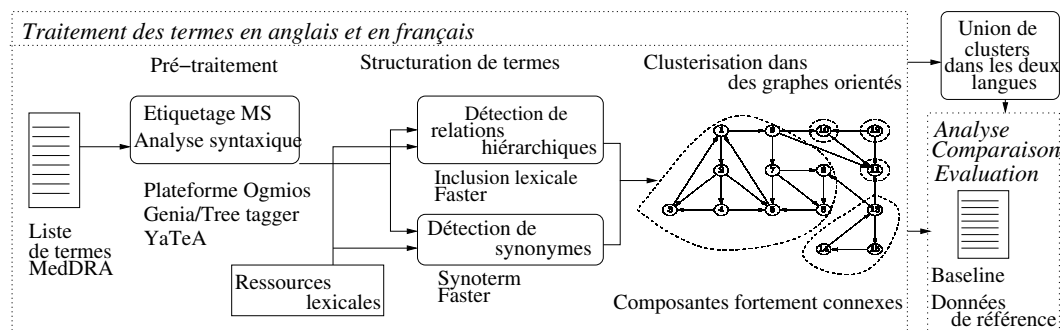 Traitement des termes en anglais et en français
Pré-traitement
Structuration de termes
Clusterisation dans
des graphes orientés
Union de
clusters
dans les deux
langues
Etiquetage MS
Analyse syntaxique
Détection de
relations
hiérarchiques
Inclusion lexicale
Faster
Plateforme Ogmios
Genia/Tree tagger
YaTeA
Liste
de termes
MedDRA
Détection de
synonymes
Synoterm
Faster
Ressources
lexicales
Composantes fortement connexes
Analyse
Comparaison
Evaluation
Baseline
Données
de référence